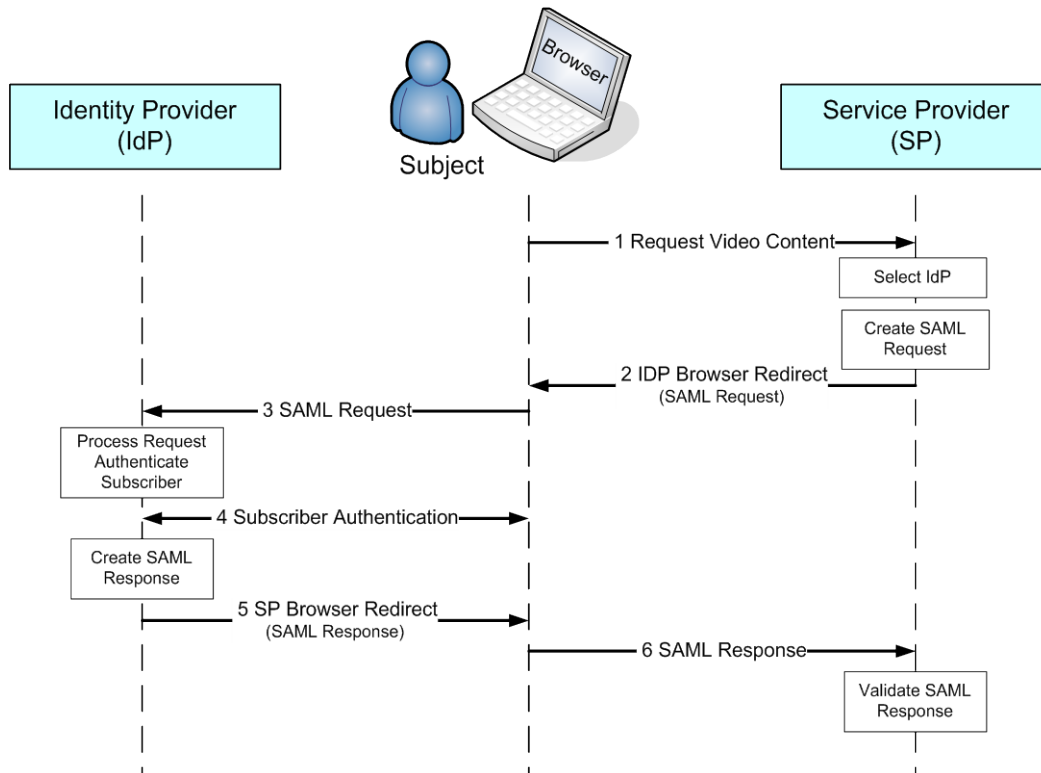 Browser
Identity Provider
(IdP)
Subject
Service Provider
(SP)
1 Request Video Content
Select IdP
Create SAML
Request
2 IDP Browser Redirect
(SAML Request)
3 SAML Request
Process Request
Authenticate
Subscriber
4 Subscriber Authentication
Create SAML
Response
5 SP Browser Redirect
(SAML Response)
6 SAML Response
Validate SAML
Response